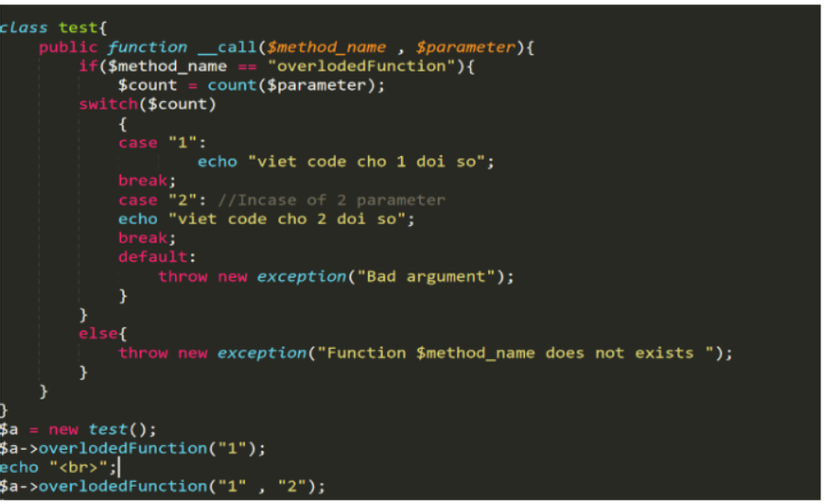 class test{
public function __call($method_name , $parameter){
if($method_name == "overlodedFunction"){
$count = count($parameter);
switch($count)
{
case "1":
echo "viet code cho 1 doi so";
break;
case "2": //Incase of 2 parameter
echo "viet code cho 2 doi so";
break;
default:
throw new exception("Bad argument");
}
}
else{
throw new exception("Function $method_name does not exists ");
}
}
}
$a = new test();
$a->overlodedFunction("1");
echo "<br>";
$a->overlodedFunction("1" , "2");